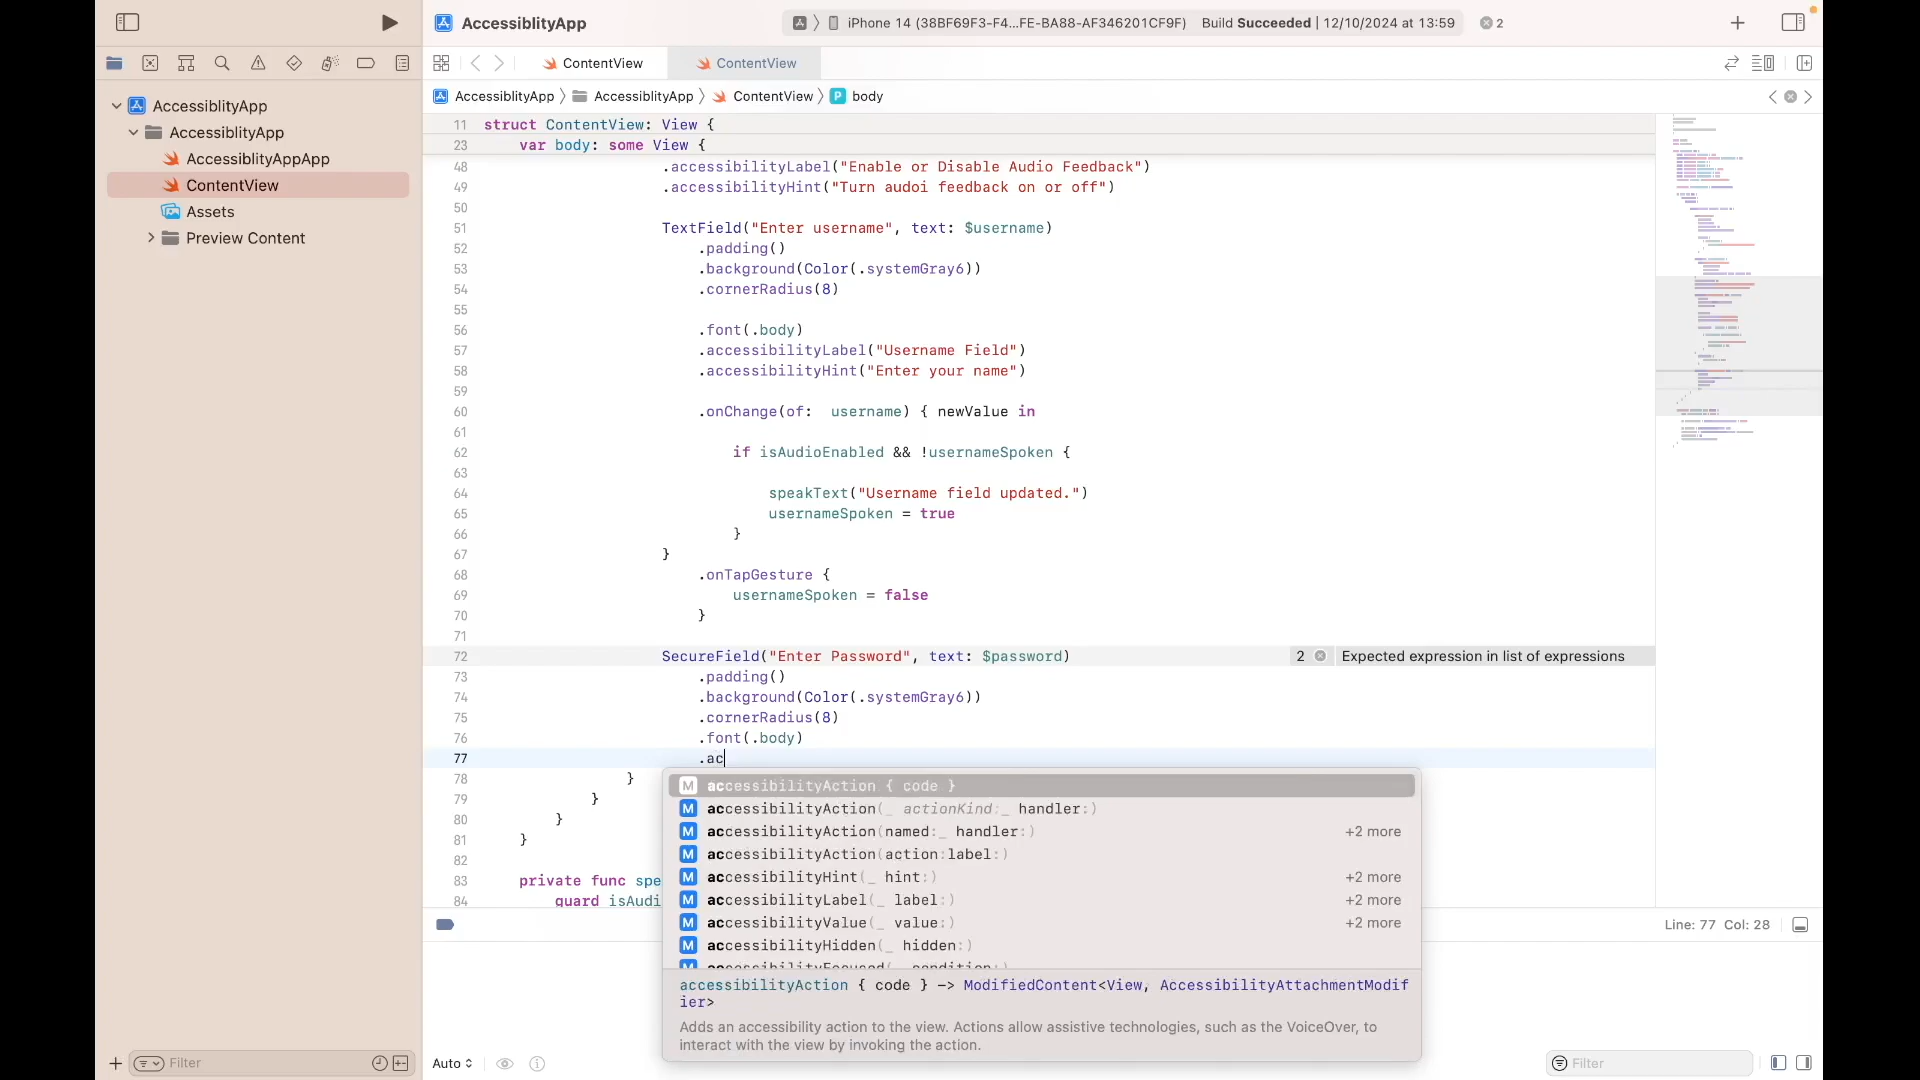 AccessiblityApp
iPhone 14 (38BF69F3-F4...FE-BA88-AF346201CF9F)
Build Succeeded | 12/10/2024 at 13:59
2
ContentView
ContentView
AccessiblityApp
AccessiblityApp
AccessiblityApp
ContentView
P
body
AccessiblityApp
AccessiblityAppApp
ContentView
Assets
Preview Content
11 struct ContentView: View {
23 var body: some View {
48 .accessibilityLabel("Enable or Disable Audio Feedback")
49 .accessibilityHint("Turn audoi feedback on or off")
50
51 TextField("Enter username", text: $username)
52 .padding()
53 .background(Color(.systemGray6))
54 .cornerRadius(8)
55
56 .font(.body)
57 .accessibilityLabel("Username Field")
58 .accessibilityHint("Enter your name")
59
60 .onChange(of:  username) { newValue in
61
62 if isAudioEnabled && !usernameSpoken {
63
64 speakText("Username field updated.")
65 usernameSpoken = true
66 }
67 }
68 .onTapGesture {
69 usernameSpoken = false
70 }
71
72 SecureField("Enter Password", text: $password) 2 Expected expression in list of expressions
73 .padding()
74 .background(Color(.systemGray6))
75 .cornerRadius(8)
76 .font(.body)
77 .ac
78 }
79 }
80 }
81 }
82
83 private func spe
84 guard isAudi
M accessibilityAction { code }
M accessibilityAction(_ actionKind:_ handler:)
M accessibilityAction(named:_ handler:) +2 more
M accessibilityAction(action:label:)
M accessibilityHint(_ hint:) +2 more
M accessibilityLabel(_ label:) +2 more
M accessibilityValue(_ value:) +2 more
M accessibilityHidden(_ hidden:)
M accessibilityFocused(_ condition:)
accessibilityAction { code } -> ModifiedContent<View, AccessibilityAttachmentModif
ier>
Adds an accessibility action to the view. Actions allow assistive technologies, such as the VoiceOver, to
interact with the view by invoking the action.
Line: 77 Col: 28
Filter
Auto
Filter